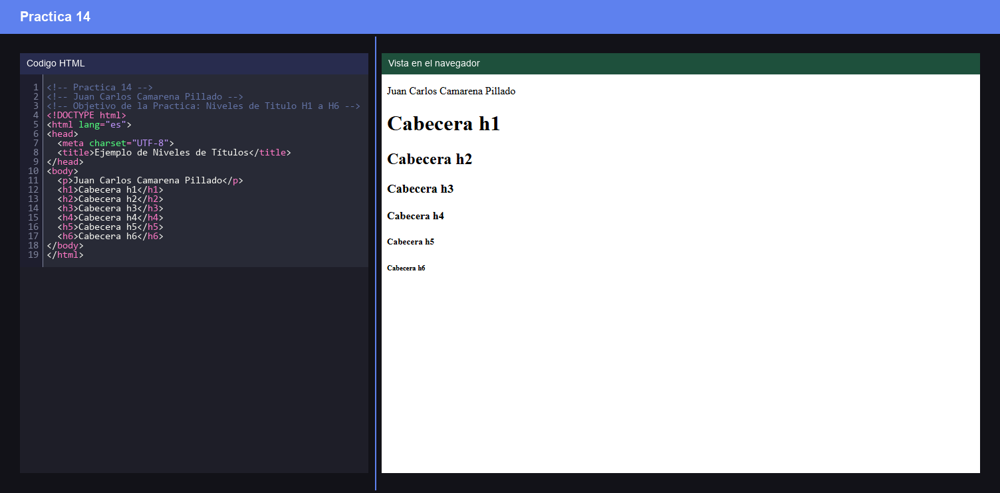 Practica 14
Codigo HTML
1 <!-- Practica 14 -->
2 <!-- Juan Carlos Camarena Pillado -->
3 <!-- Objetivo de la Practica: Niveles de Titulo H1 a H6 -->
4 <!DOCTYPE html>
5 <html lang="es">
6 <head>
7   <meta charset="UTF-8">
8   <title>Ejemplo de Niveles de Títulos</title>
9 </head>
10 <body>
11   <p>Juan Carlos Camarena Pillado</p>
12   <h1>Cabecera h1</h1>
13   <h2>Cabecera h2</h2>
14   <h3>Cabecera h3</h3>
15   <h4>Cabecera h4</h4>
16   <h5>Cabecera h5</h5>
17   <h6>Cabecera h6</h6>
18 </body>
19 </html>
Vista en el navegador
Juan Carlos Camarena Pillado
Cabecera h1
Cabecera h2
Cabecera h3
Cabecera h4
Cabecera h5
Cabecera h6